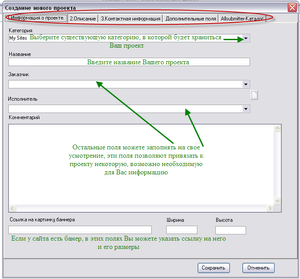 Создание нового проекта
Информация о проекте 2.Описание 3.Контактная информация Дополнительные поля Allsubmitter-Каталог
Категория
My Sites Выберите существующую категорию, в которой будет храниться
Ваш проект
Название
Введите название Вашего проекта
Заказчик
Исполнитель
Комментарий
Остальные поля можете заполнять на свое
усмотрение, эти поля позволяют привязать к
проекту некоторую, возможно необходимую
для Вас информацию
Ссылка на картинку баннера Ширина Высота
Если у сайта есть банер, в этих полях Вы можете указать ссылку на него
и его размеры
Сохранить Отменить